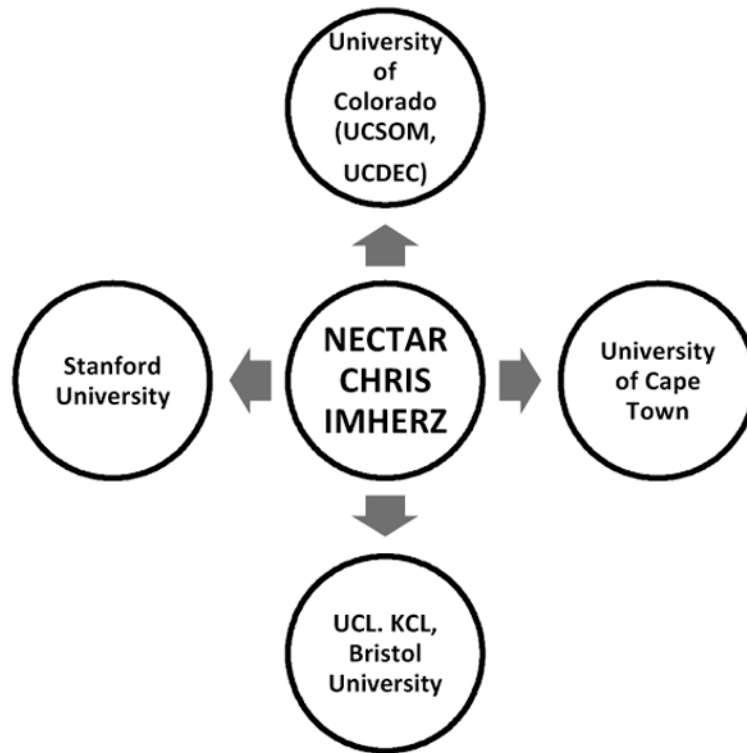 University
of
Colorado
(UCSOM,
UCDEC)
Stanford
University
NECTAR
CHRIS
IMHERZ
University
of Cape
Town
UCL. KCL,
Bristol
University